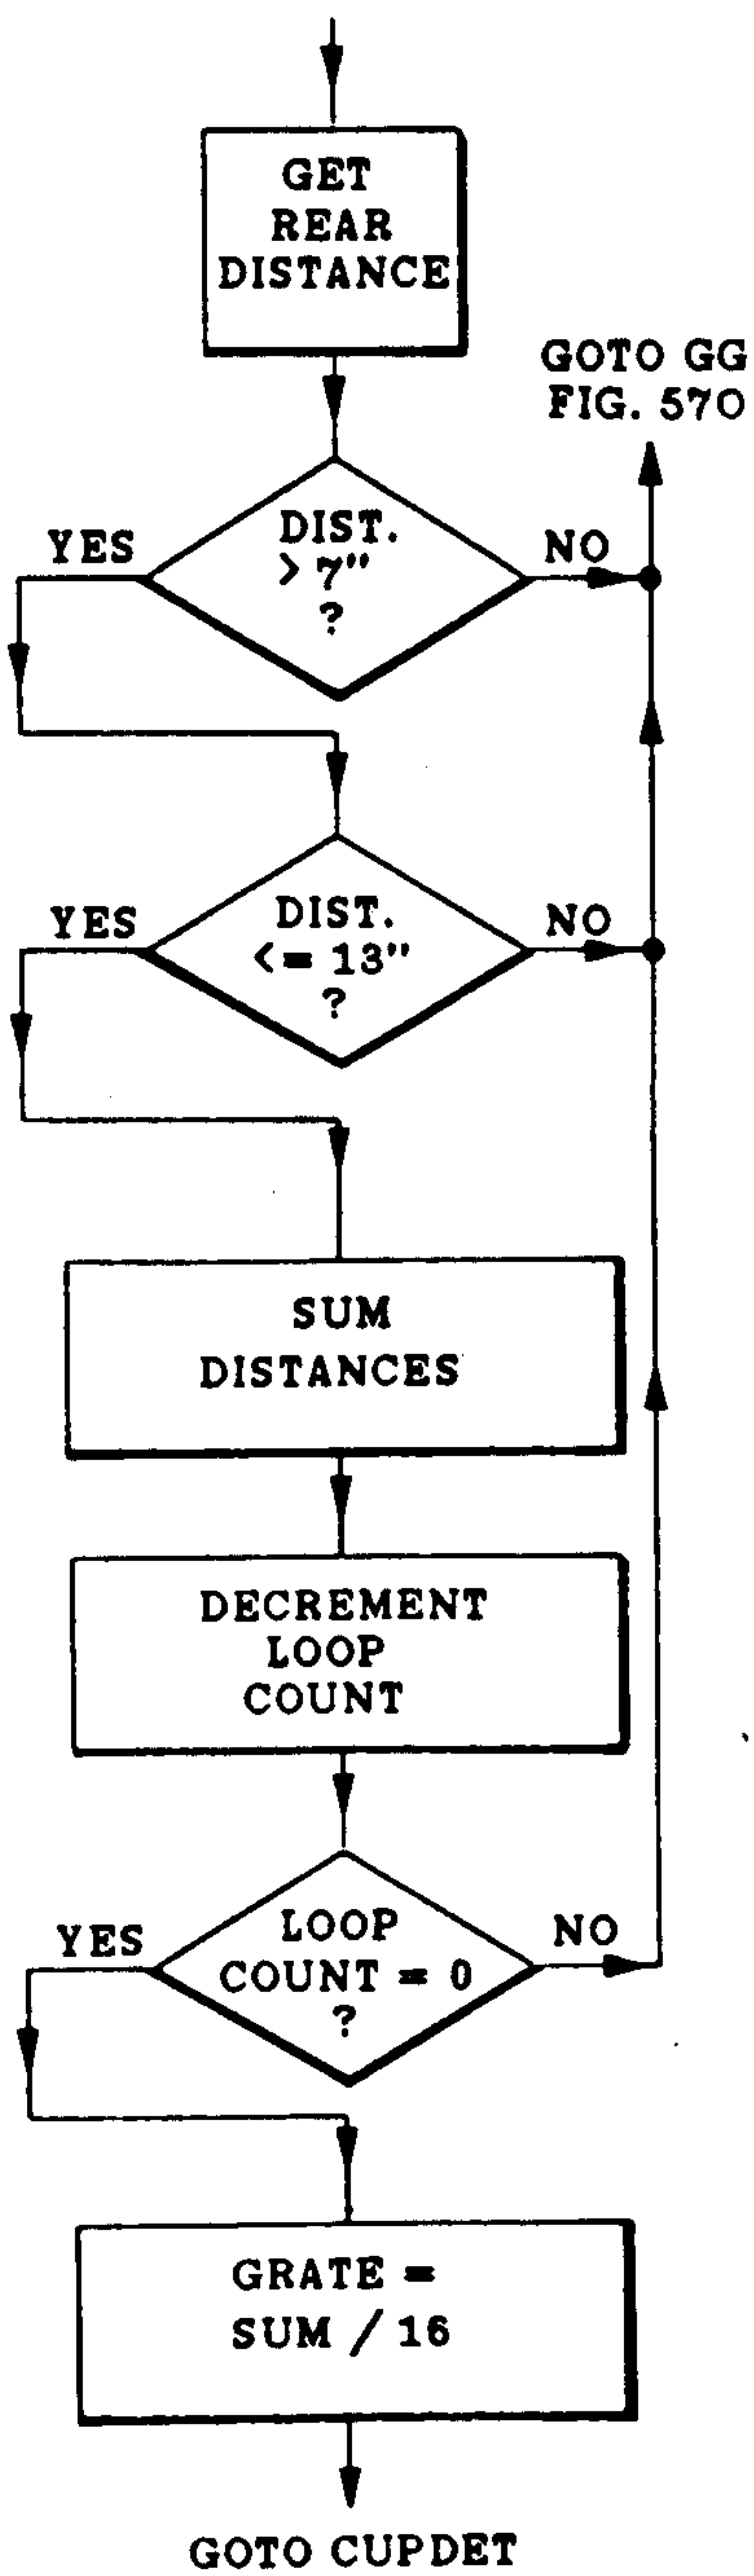 GET
REAR
DISTANCE
GOTO GG
FIG. 570
DIST.
> 7"
?
YES
NO
DIST.
<= 13"
?
YES
NO
SUM
DISTANCES
DECREMENT
LOOP
COUNT
LOOP
COUNT = 0
?
YES
NO
GRATE =
SUM / 16
GOTO CUPDET